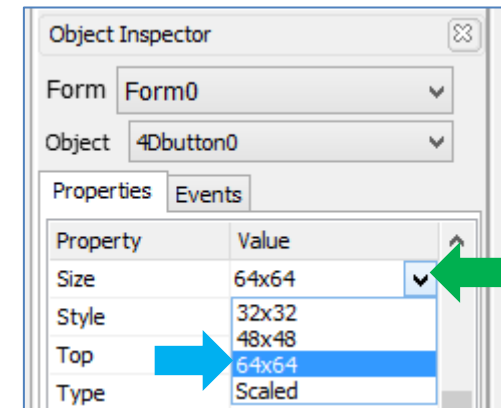 Object Inspector
Form Form0
Object 4Dbutton0
Properties Events
Property Value
Size 64x64
Style 32x32
48x48
Top 64x64
Type Scaled